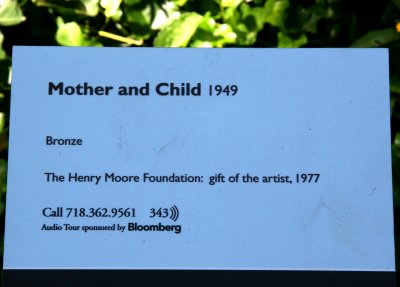 Mother and Child 1949
Bronze
The Henry Moore Foundation: gift of the artist, 1977
Call 718.362.9561 343)))
Audio Tour sponsored by Bloomberg